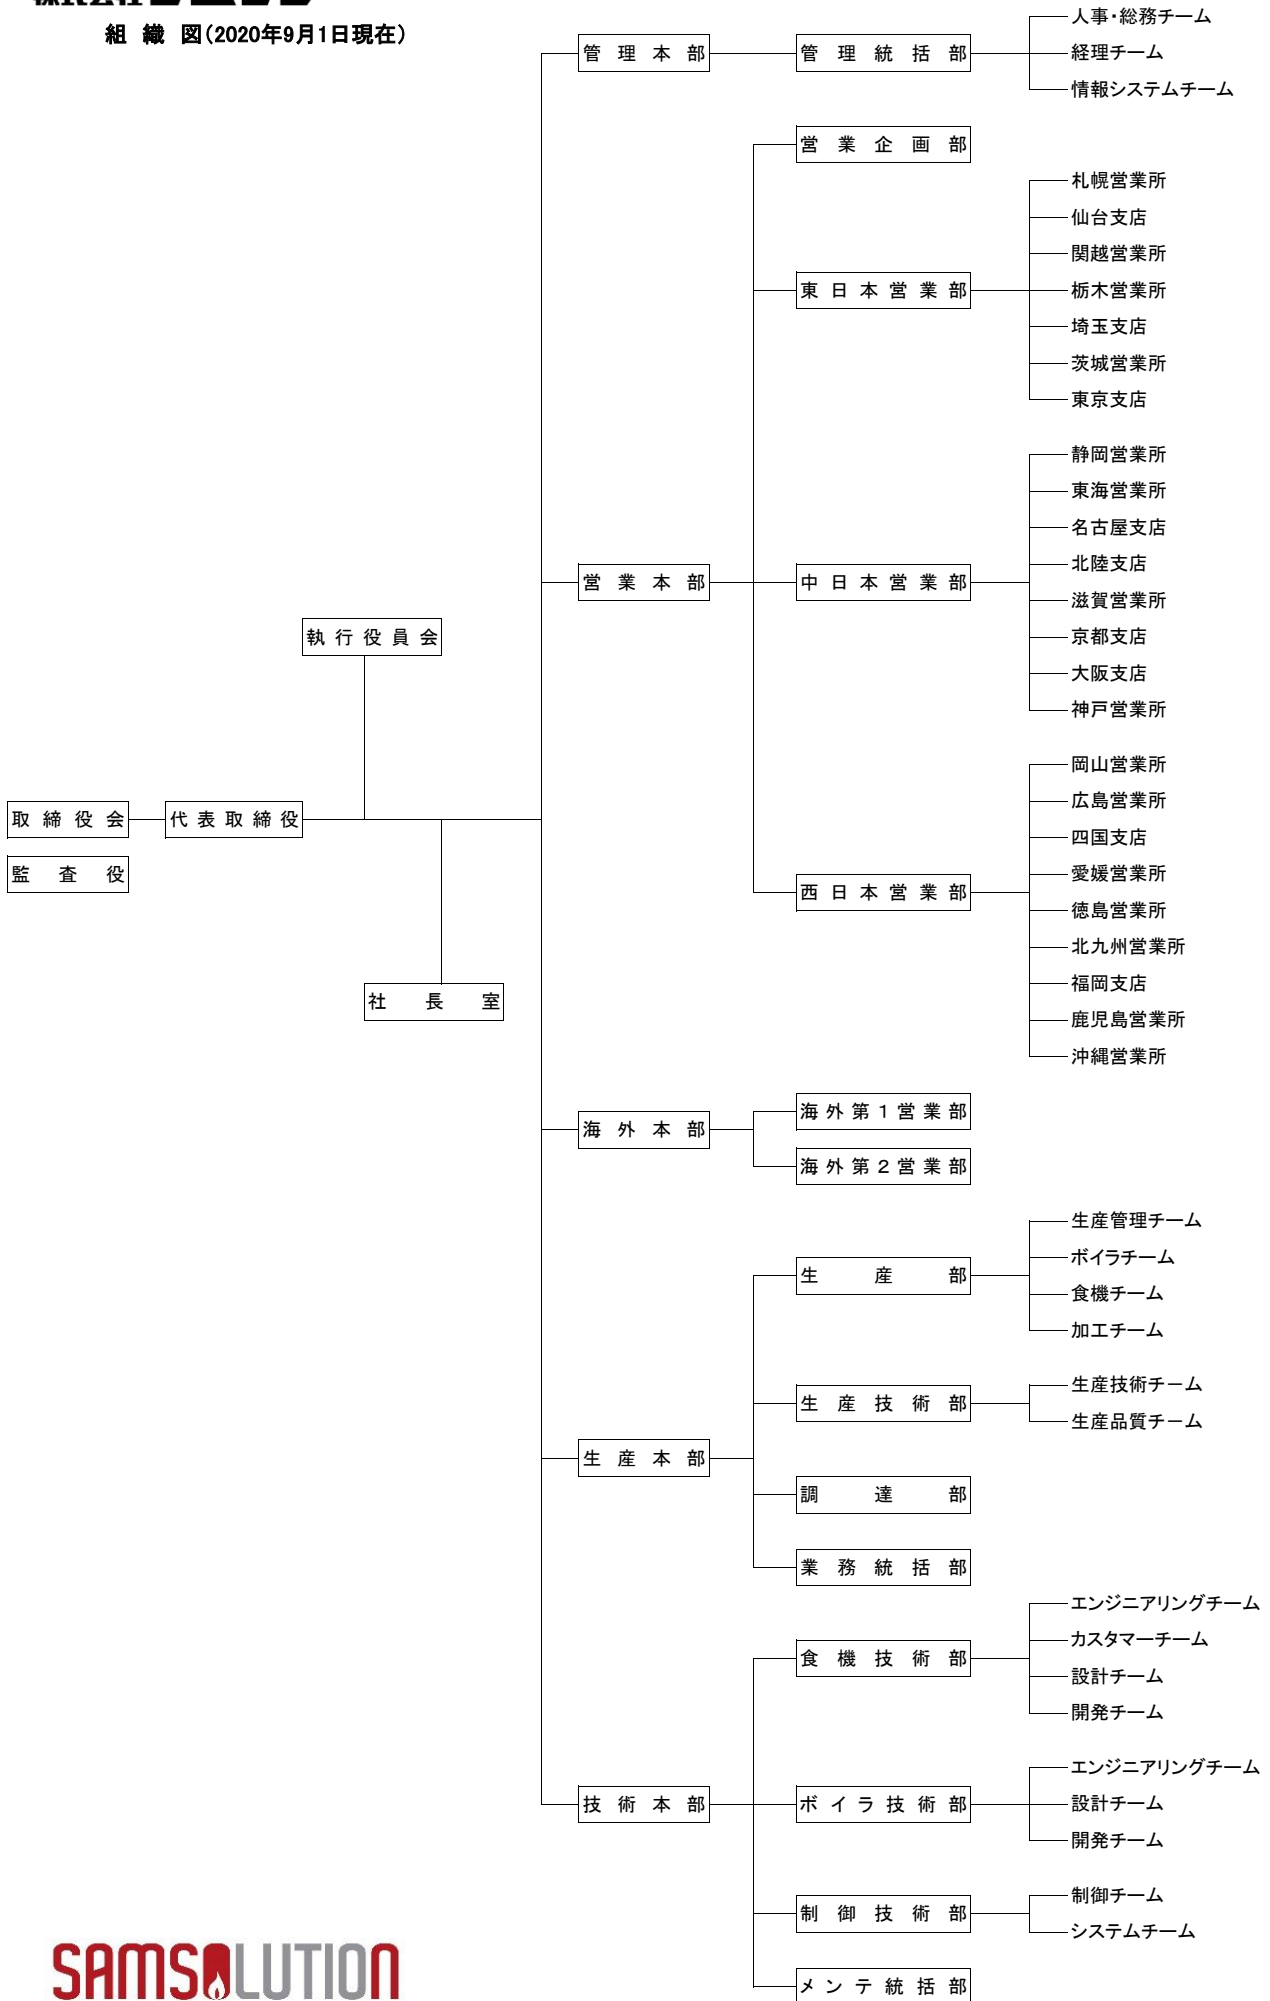 組織図(2020年9月1日現在)
管理本部
管理統括部
人事・総務チーム
経理チーム
情報システムチーム
営業企画部
東日本営業部
札幌営業所
仙台支店
関越営業所
栃木営業所
埼玉支店
茨城営業所
東京支店
営業本部
中日本営業部
静岡営業所
東海営業所
名古屋支店
北陸支店
滋賀営業所
京都支店
大阪支店
神戸営業所
執行役員会
取締役会
代表取締役
監査役
社長室
西日本営業部
岡山営業所
広島営業所
四国支店
愛媛営業所
徳島営業所
北九州営業所
福岡支店
鹿児島営業所
沖縄営業所
海外本部
海外第1営業部
海外第2営業部
生産本部
生産部
生産管理チーム
ボイラチーム
食機チーム
加工チーム
生産技術部
生産技術チーム
生産品質チーム
調達部
業務統括部
技術本部
食機技術部
エンジニアリングチーム
カスタマーチーム
設計チーム
開発チーム
ボイラ技術部
エンジニアリングチーム
設計チーム
開発チーム
制御技術部
制御チーム
システムチーム
メンテ統括部
SAMSOLUTION